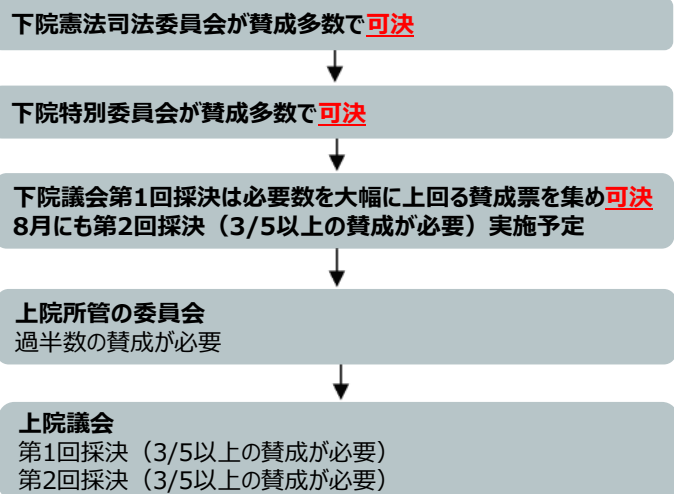 下院憲法司法委員会が賛成多数で可決
下院特別委員会が賛成多数で可決
下院議会第1回採決は必要数を大幅に上回る賛成票を集め可決
8月にも第2回採決（3/5以上の賛成が必要）実施予定
上院所管の委員会
過半数の賛成が必要
上院議会
第1回採決（3/5以上の賛成が必要）
第2回採決（3/5以上の賛成が必要）